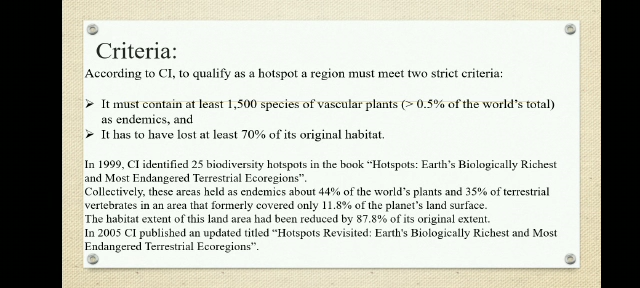 Criteria:
According to CI, to qualify as a hotspot a region must meet two strict criteria:
➢ It must contain at least 1,500 species of vascular plants (> 0.5% of the world's total)
as endemics, and
➢ It has to have lost at least 70% of its original habitat.
In 1999, CI identified 25 biodiversity hotspots in the book “Hotspots: Earth's Biologically Richest
and Most Endangered Terrestrial Ecoregions”.
Collectively, these areas held as endemics about 44% of the world's plants and 35% of terrestrial
vertebrates in an area that formerly covered only 11.8% of the planet's land surface.
The habitat extent of this land area had been reduced by 87.8% of its original extent.
In 2005 CI published an updated titled “Hotspots Revisited: Earth's Biologically Richest and Most
Endangered Terrestrial Ecoregions”.